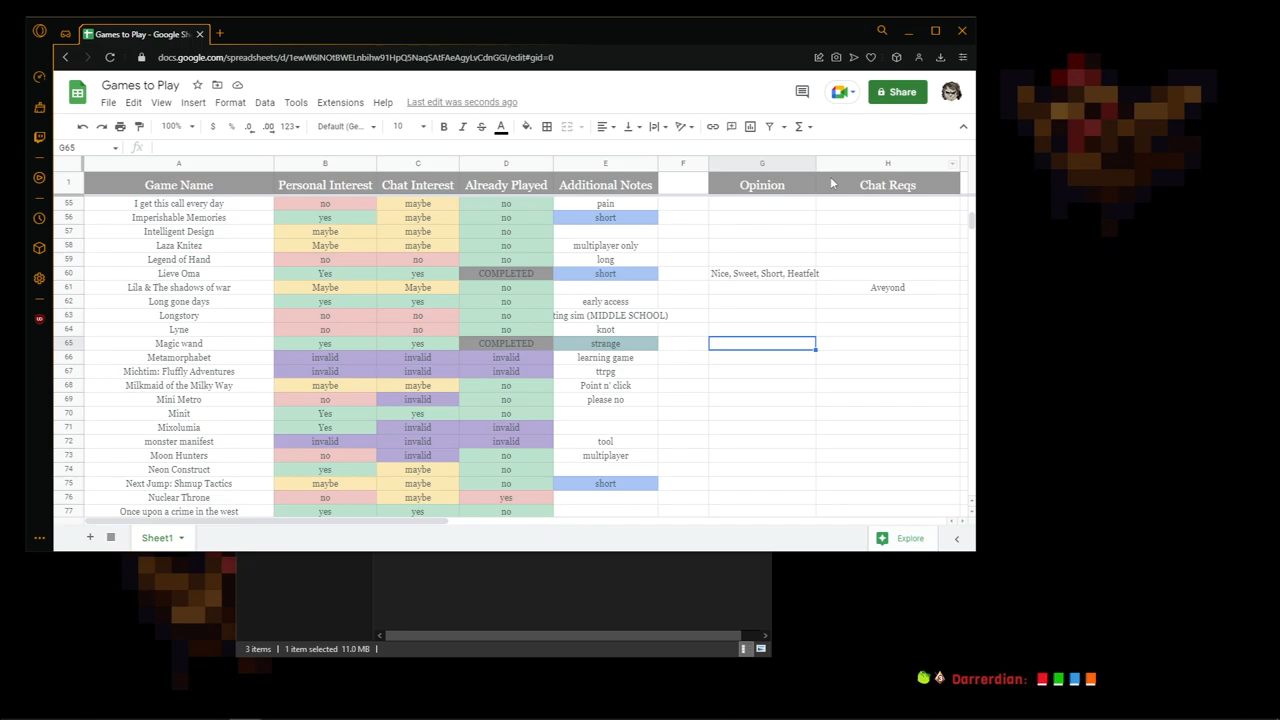 Games to Play - Google Sh
docs.google.com/spreadsheets/d/1ewW6INOtBWELnbihw91HpQ5NaqSAtFAeAgyLvCdnGGI/edit#gid=0
Games to Play
File Edit View Insert Format Data Tools Extensions Help Last edit was seconds ago
Share
100% $ % .0 .00 123 Default (Ge... 10 B I S A
G65 fx
A B C D E F G H
1 Game Name Personal Interest Chat Interest Already Played Additional Notes Opinion Chat Reqs
55 I get this call every day no maybe no pain
56 Imperishable Memories yes maybe no short
57 Intelligent Design maybe maybe no
58 Laza Knitez Maybe maybe no multiplayer only
59 Legend of Hand no no no long
60 Lieve Oma Yes yes COMPLETED short Nice, Sweet, Short, Heatfelt
61 Lila & The shadows of war Maybe Maybe no Aveyond
62 Long gone days yes yes no early access
63 Longstory no no no ting sim (MIDDLE SCHOOL)
64 Lyne no no no knot
65 Magic wand yes yes COMPLETED strange
66 Metamorphabet invalid invalid invalid learning game
67 Michtim: Fluffly Adventures invalid invalid invalid ttrpg
68 Milkmaid of the Milky Way maybe maybe no Point n' click
69 Mini Metro no invalid no please no
70 Minit Yes yes no
71 Mixolumia Yes invalid invalid
72 monster manifest invalid invalid invalid tool
73 Moon Hunters no invalid no multiplayer
74 Neon Construct yes maybe no
75 Next Jump: Shmup Tactics maybe maybe no short
76 Nuclear Throne no maybe yes
77 Once upon a crime in the west yes yes no
Sheet1
Explore
3 items 1 item selected 11.0 MB
Darrerdian: